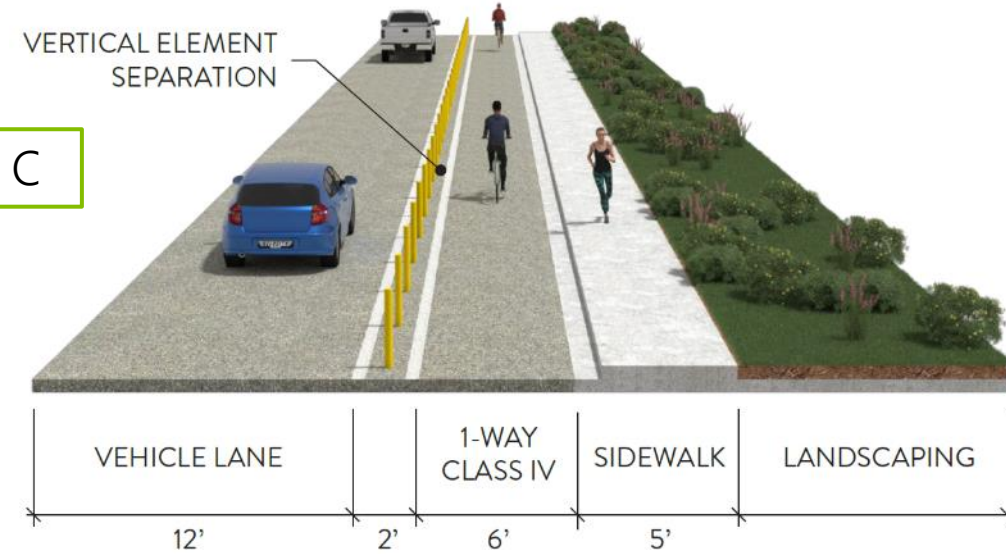 VERTICAL ELEMENT
SEPARATION
C
VEHICLE LANE
1-WAY
CLASS IV
SIDEWALK
LANDSCAPING
12’
2’
6’
5’